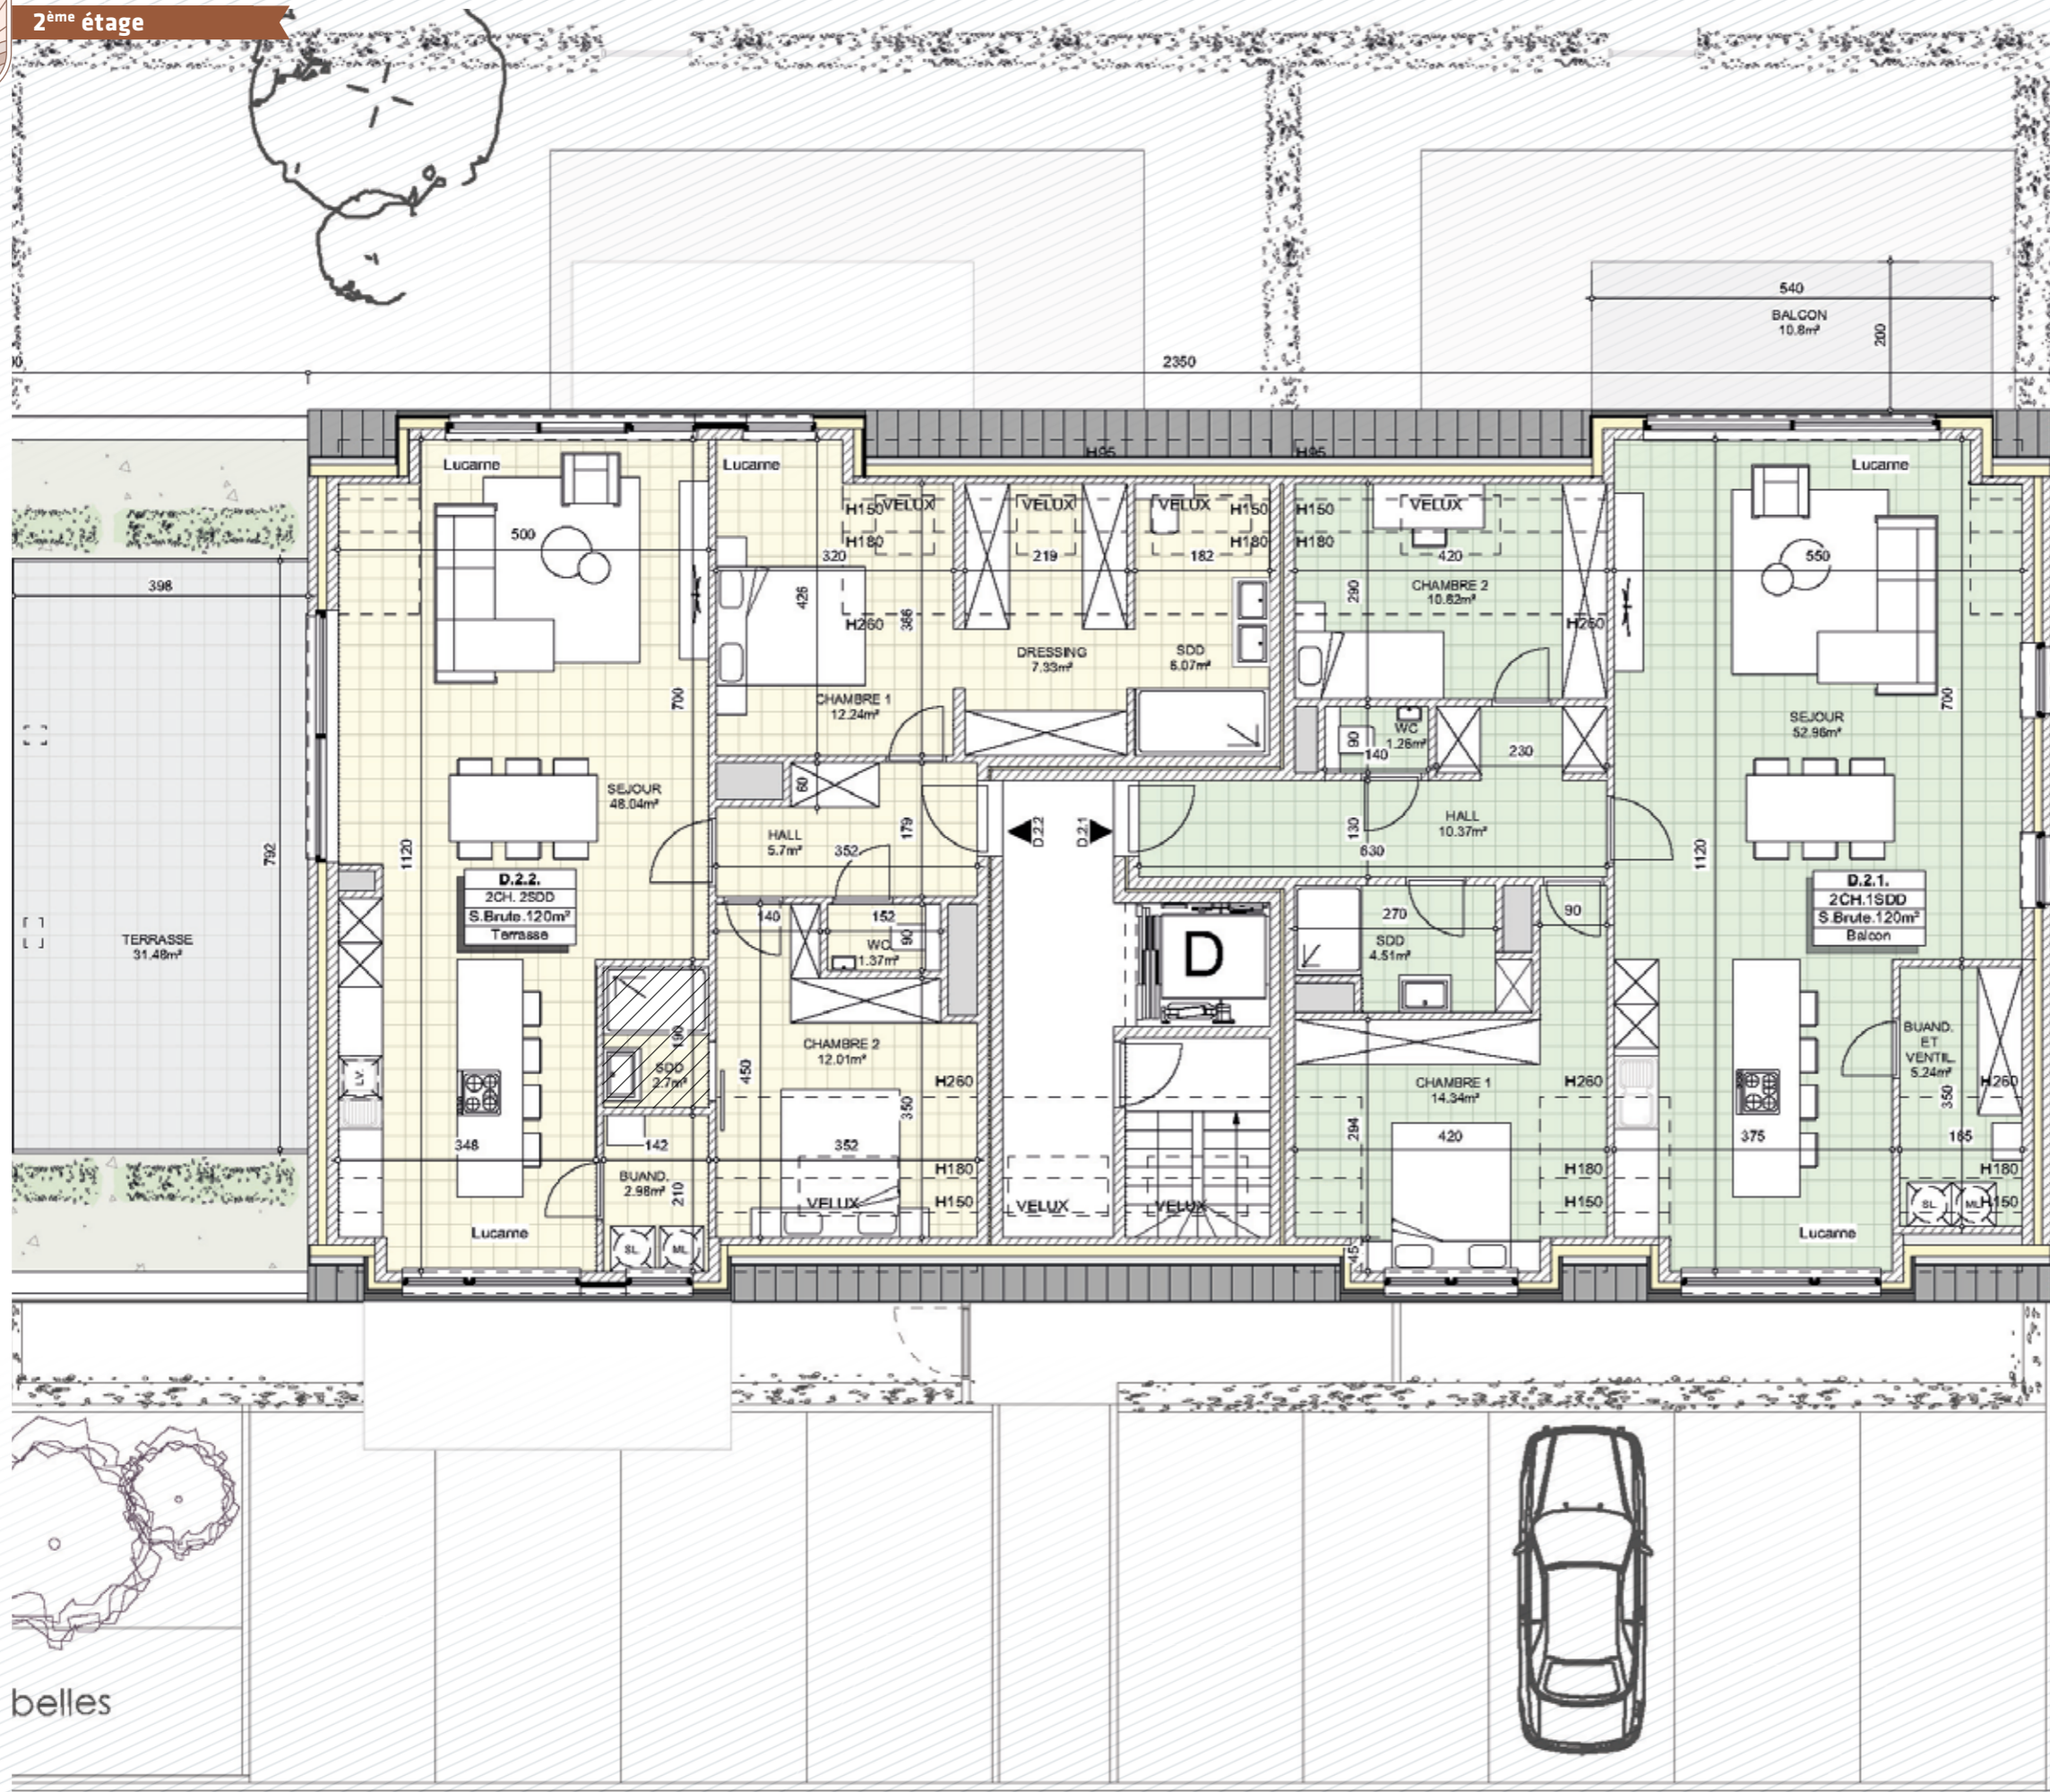 2ème étage
540
BALCON
10.8m²
200
2350
H95
H95
Lucarne
Lucarne
Lucarne
VELUX
VELUX
VELUX
VELUX
H150
H150
H150
H180
H180
H180
500
320
219
182
420
550
398
426
366
290
CHAMBRE 2
10.62m²
H260
H260
DRESSING
7.33m²
SDD
6.07m²
700
CHAMBRE 1
12.24m²
700
SEJOUR
52.96m²
WC
1.26m²
90
140
230
60
SEJOUR
48.04m²
HALL
5.7m²
352
179
D.2.2
D.2.1
130
HALL
10.37m²
630
792
1120
1120
D.2.2.
2CH. 2SDD
S.Brute.120m²
Terrasse
D.2.1.
2CH.1SDD
S.Brute.120m²
Balcon
140
152
90
WC
1.37m²
270
90
SDD
4.51m²
D
TERRASSE
31.48m²
190
SDD
2.7m²
CHAMBRE 2
12.01m²
450
350
H260
LV.
CHAMBRE 1
14.34m²
H260
BUAND.
ET
VENTIL.
5.24m²
350
H260
348
142
352
294
420
375
165
BUAND.
2.98m²
210
H180
H180
H180
H150
H150
H150
VELUX
VELUX
VELUX
Lucarne
Lucarne
SL.
ML.
SL.
ML.
45
belles